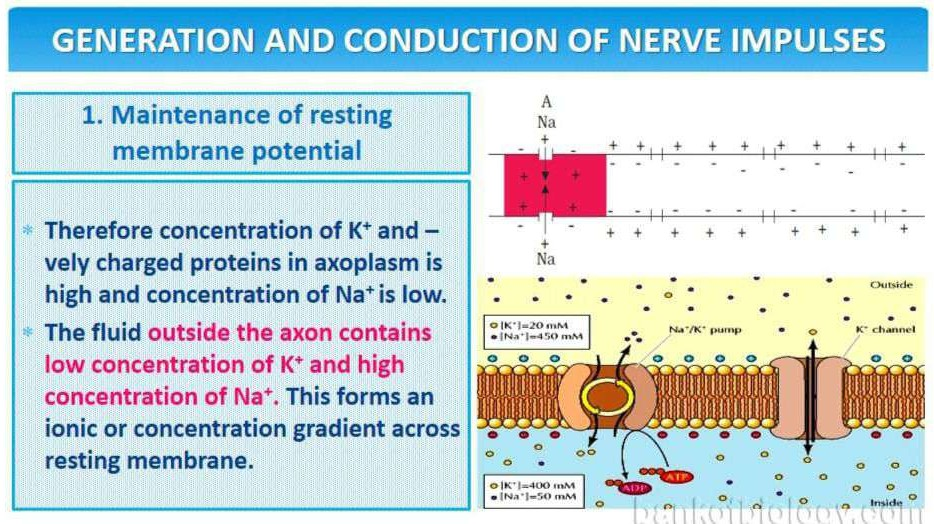 GENERATION AND CONDUCTION OF NERVE IMPULSES
1. Maintenance of resting
membrane potential
Therefore concentration of K⁺ and –
vely charged proteins in axoplasm is
high and concentration of Na⁺ is low.
The fluid outside the axon contains
low concentration of K⁺ and high
concentration of Na⁺. This forms an
ionic or concentration gradient across
resting membrane.
A
Na
Na
Outside
[K⁺]=20 mM
[Na⁺]=450 mM
Na⁺/K⁺ pump
K⁺ channel
ADP
ATP
[K⁺]=400 mM
[Na⁺]=50 mM
Inside
bankofbiology.com